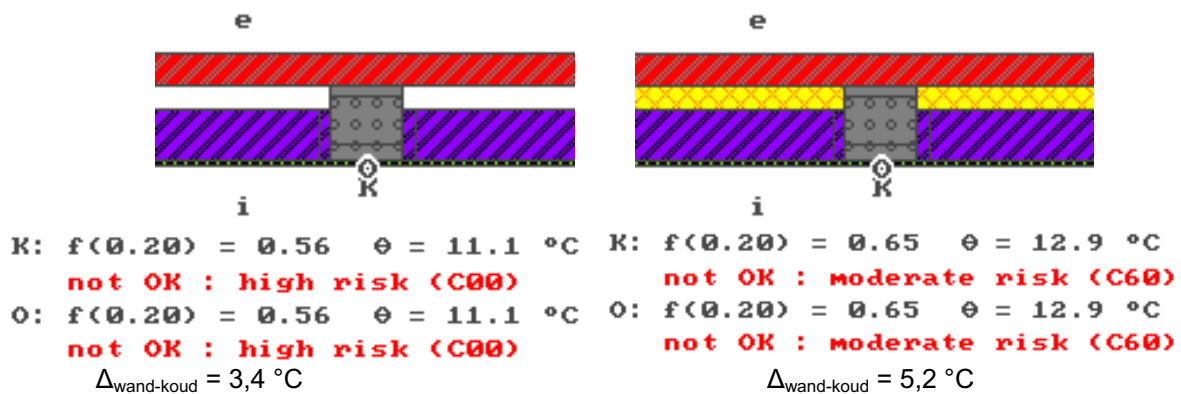 e
K
i
K: f(0.20) = 0.56 θ = 11.1 °C
not OK : high risk (C00)
O: f(0.20) = 0.56 θ = 11.1 °C
not OK : high risk (C00)
Δwand-koud = 3,4 °C
e
K
i
K: f(0.20) = 0.65 θ = 12.9 °C
not OK : moderate risk (C60)
O: f(0.20) = 0.65 θ = 12.9 °C
not OK : moderate risk (C60)
Δwand-koud = 5,2 °C